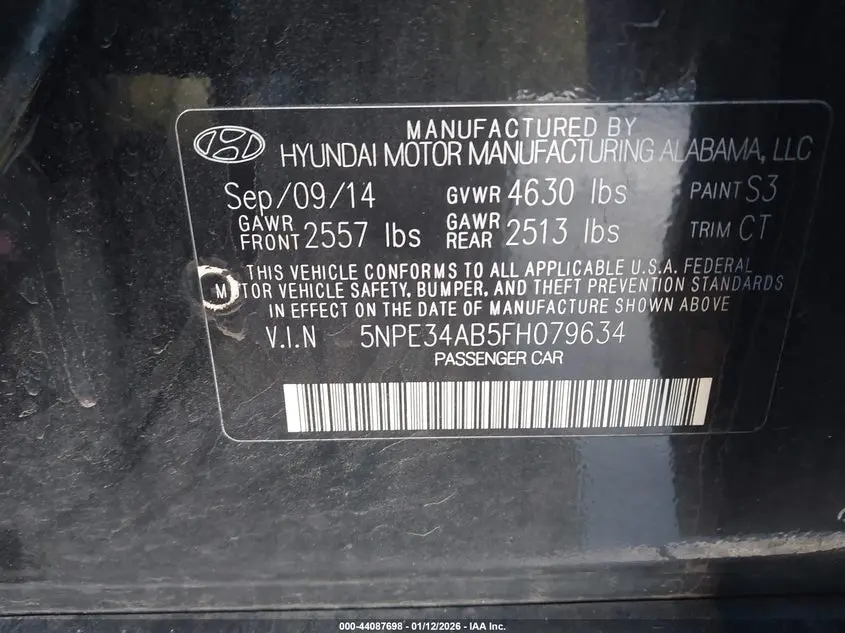 MANUFACTURED BY
HYUNDAI MOTOR MANUFACTURING ALABAMA, LLC
Sep/09/14 GVWR 4630 lbs PAINT S3
GAWR FRONT 2557 lbs GAWR REAR 2513 lbs TRIM CT
THIS VEHICLE CONFORMS TO ALL APPLICABLE U.S.A. FEDERAL
MOTOR VEHICLE SAFETY, BUMPER, AND THEFT PREVENTION STANDARDS
IN EFFECT ON THE DATE OF MANUFACTURE SHOWN ABOVE
V.I.N 5NPE34AB5FH079634
PASSENGER CAR
000-44087698 - 01/12/2026 - IAA Inc.